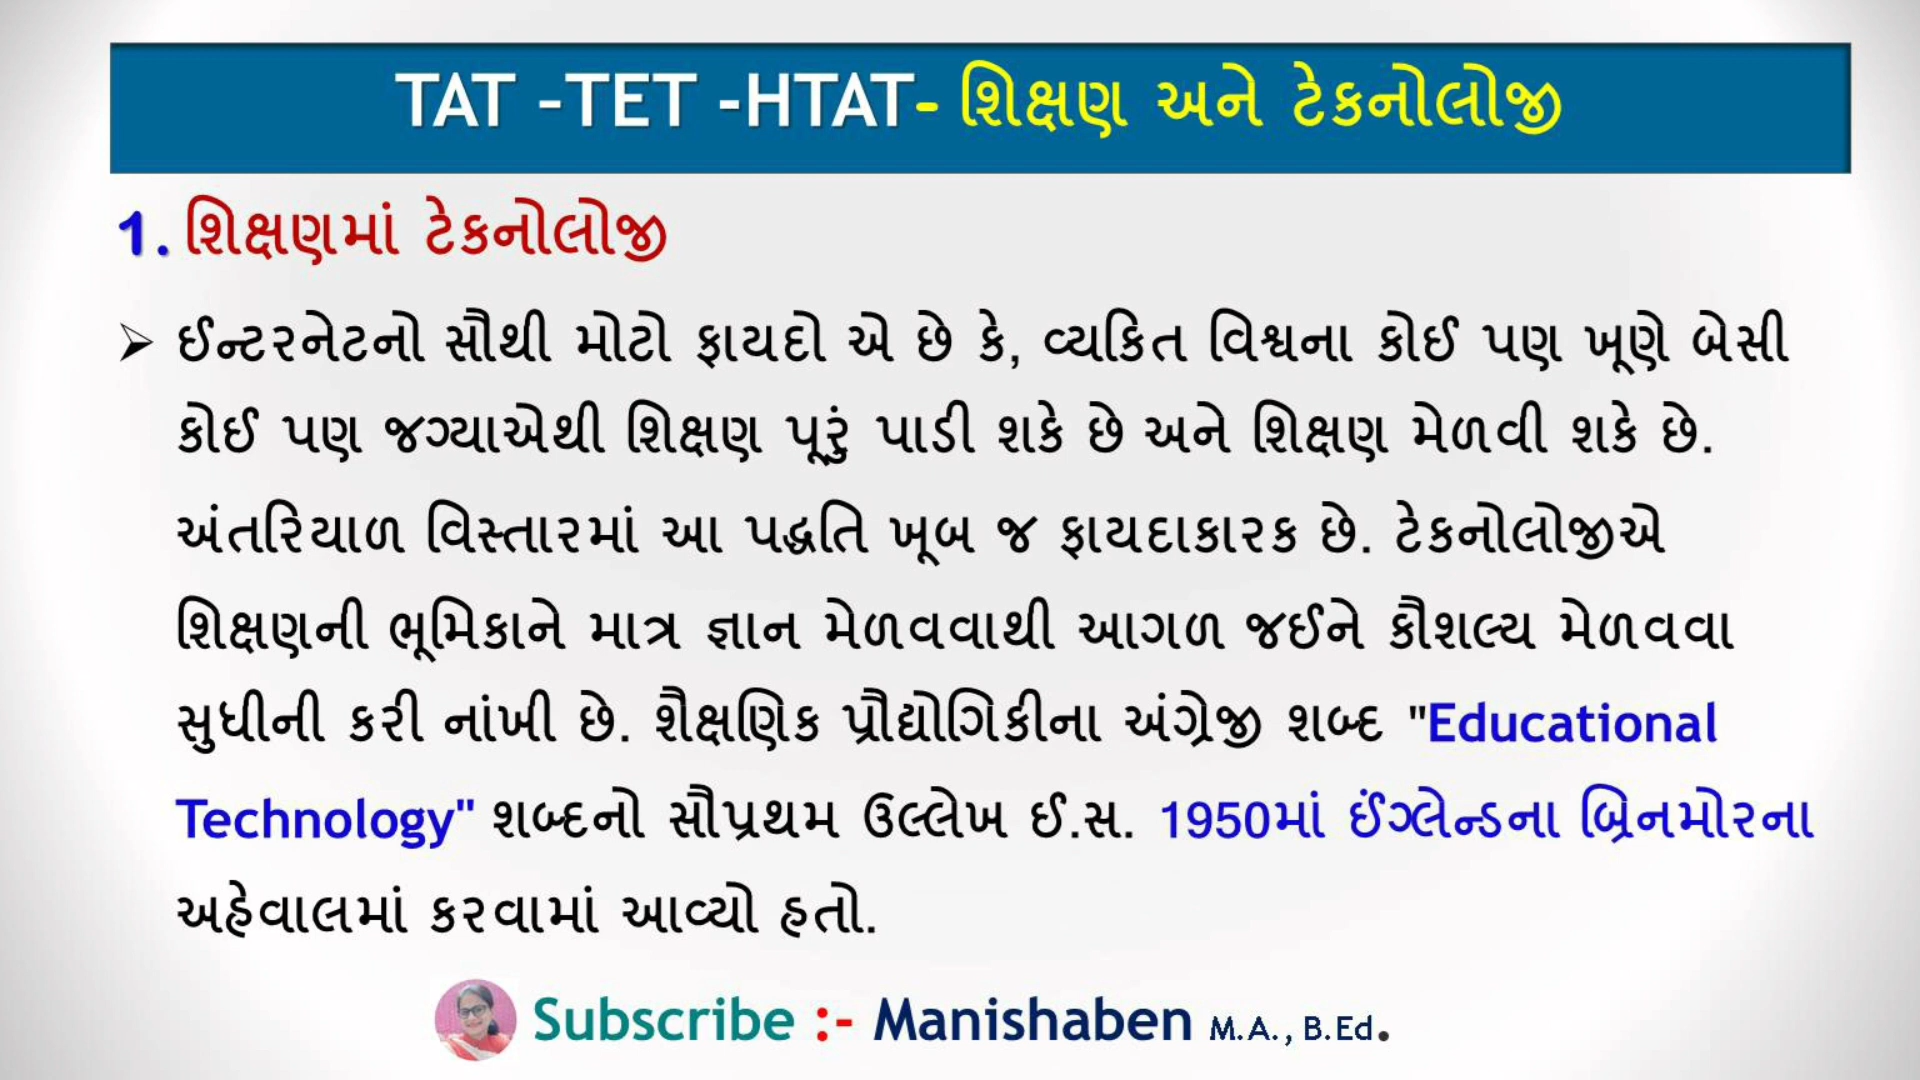 TAT -TET -HTAT- શિક્ષણ અને ટેકનોલોજી
1. શિક્ષણમાં ટેકનોલોજી
➢ ઈન્ટરનેટનો સૌથી મોટો ફાયદો એ છે કે, વ્યકિત વિશ્વના કોઈ પણ ખૂણે બેસી
કોઈ પણ જગ્યાએથી શિક્ષણ પૂરું પાડી શકે છે અને શિક્ષણ મેળવી શકે છે.
અંતરિયાળ વિસ્તારમાં આ પદ્ધતિ ખૂબ જ ફાયદાકારક છે. ટેકનોલોજીએ
શિક્ષણની ભૂમિકાને માત્ર જ્ઞાન મેળવવાથી આગળ જઈને કૌશલ્ય મેળવવા
સુધીની કરી નાંખી છે. શૈક્ષણિક પ્રૌદ્યોગિકીના અંગ્રેજી શબ્દ "Educational
Technology" શબ્દનો સૌપ્રથમ ઉલ્લેખ ઈ.સ. 1950માં ઈંગ્લેન્ડના બ્રિનમોરના
અહેવાલમાં કરવામાં આવ્યો હતો.
Subscribe :- Manishaben M.A., B.Ed.